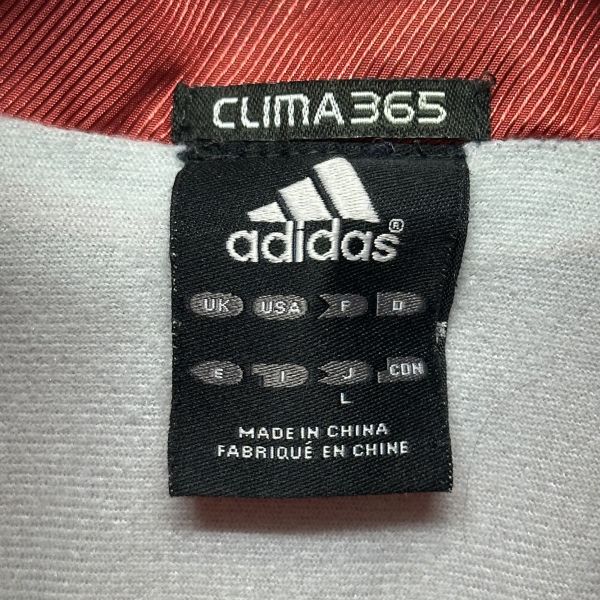 CLIMA365
adidas®
UK USA F D
E I J CDN
L
MADE IN CHINA
FABRIQUÉ EN CHINE